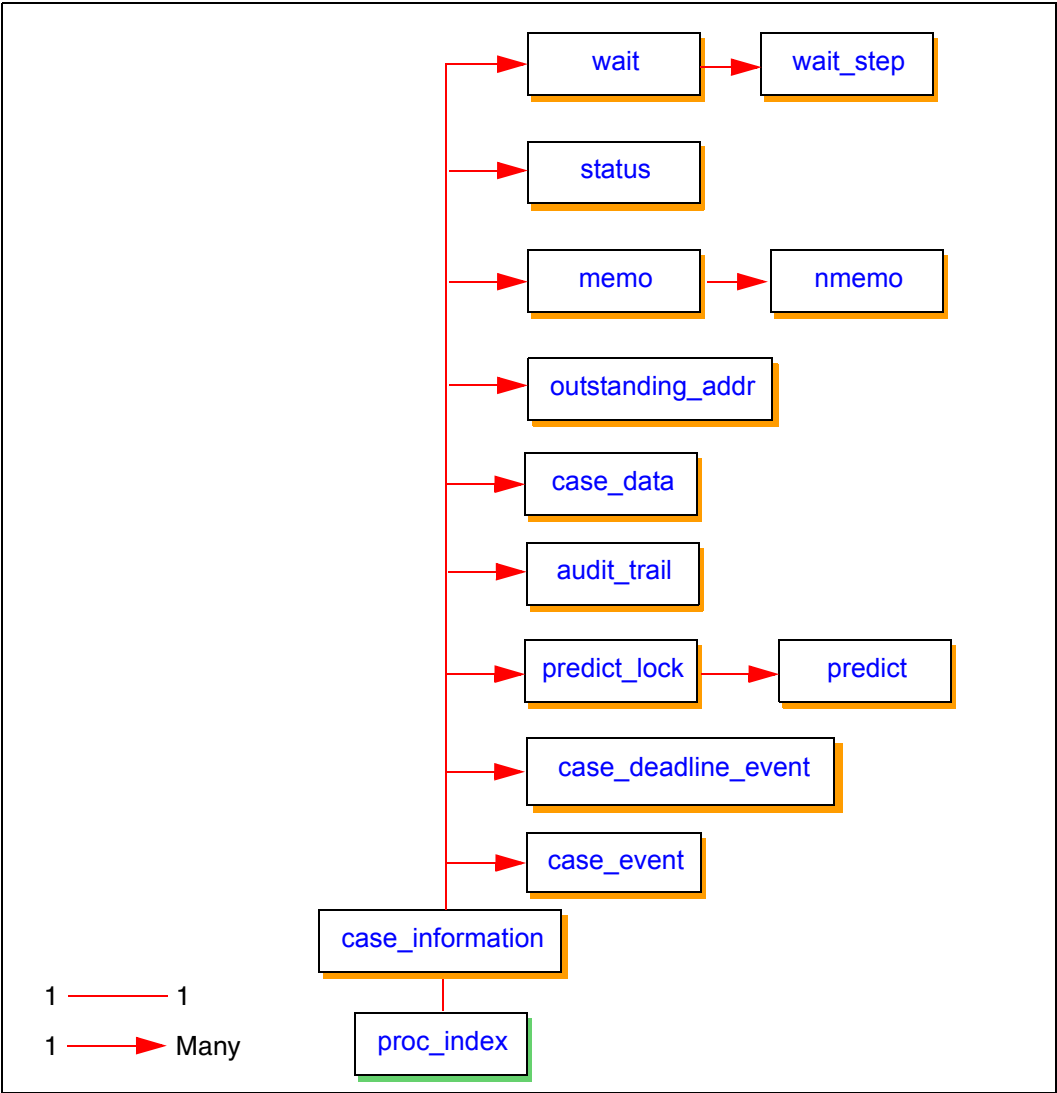 wait wait_step
status
memo nmemo
outstanding_addr
case_data
audit_trail
predict_lock predict
case_deadline_event
case_event
case_information
1 1
proc_index
1 Many